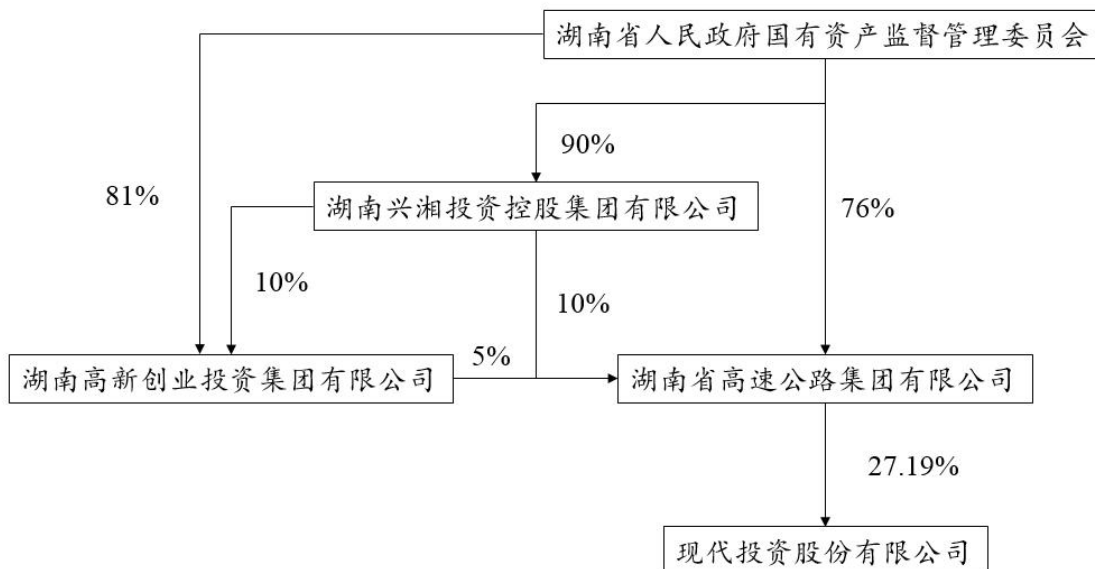 湖南省人民政府国有资产监督管理委员会
90%
81%
湖南兴湘投资控股集团有限公司
76%
10%
10%
5%
湖南高新创业投资集团有限公司
湖南省高速公路集团有限公司
27.19%
现代投资股份有限公司